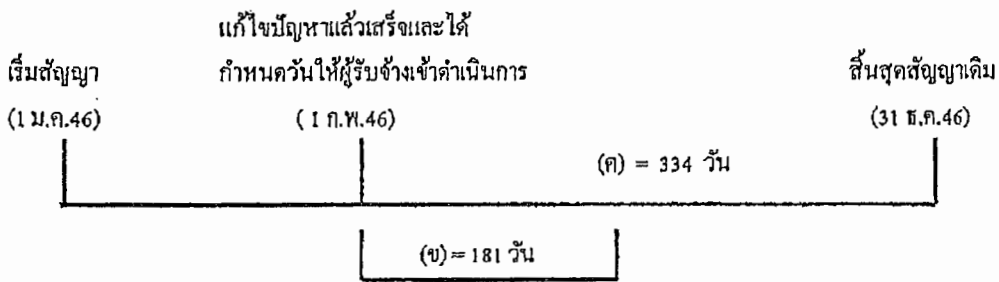 แก้ไขปัญหาแล้วเสร็จและได้
เริ่มสัญญา กำหนดวันให้ผู้รับจ้างเข้าดำเนินการ สิ้นสุดสัญญาเดิม
(1 ม.ค.46) ( 1 ก.พ.46) (31 ธ.ค.46)
(ค) = 334 วัน
(ข) = 181 วัน